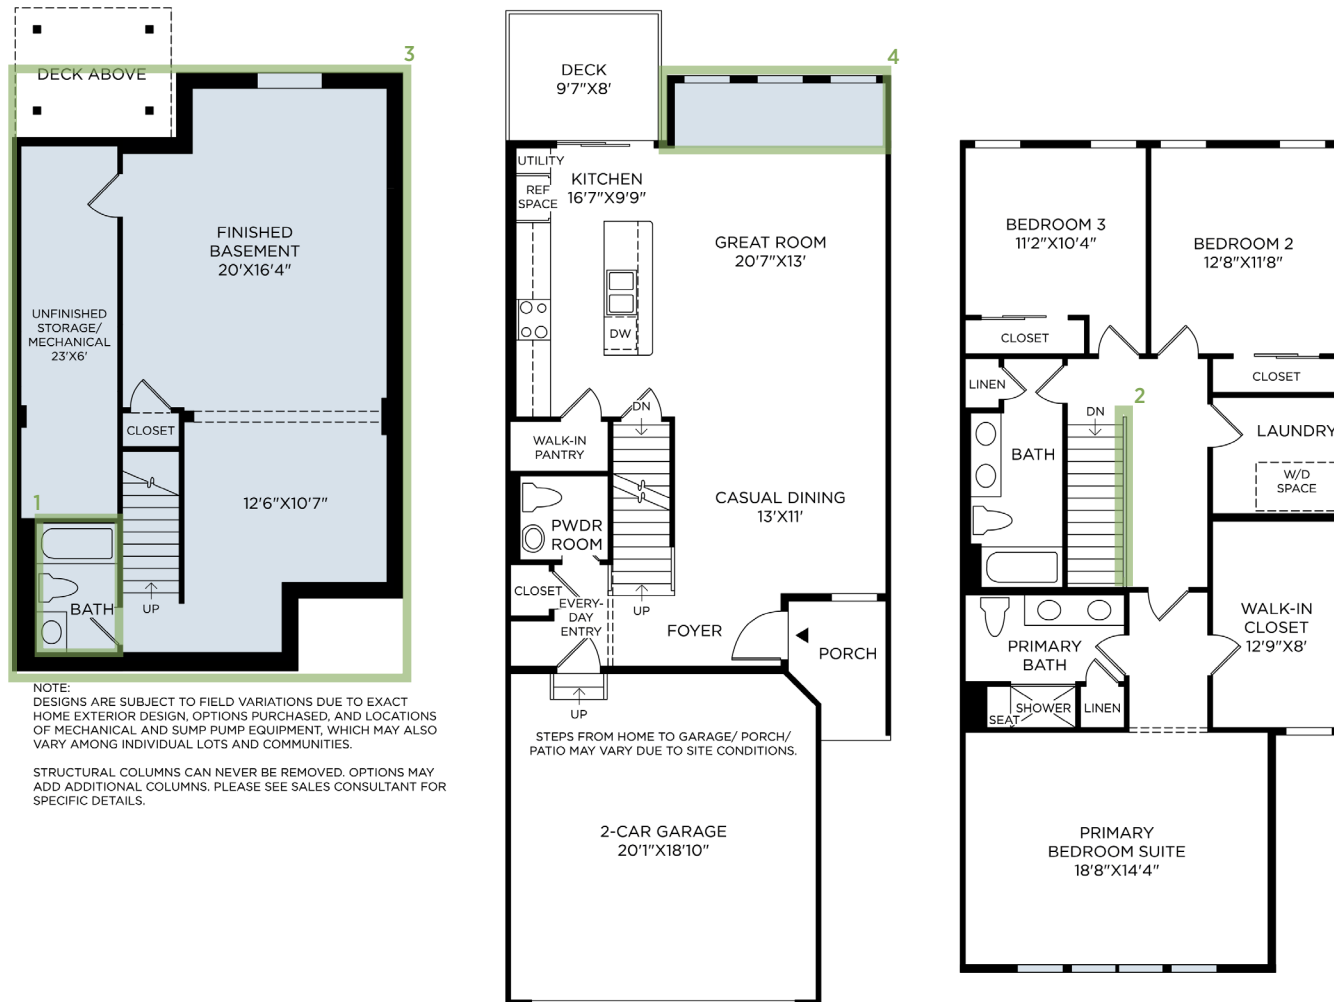 3
DECK ABOVE
FINISHED
BASEMENT
20'X16'4"
UNFINISHED
STORAGE/
MECHANICAL
23'X6'
CLOSET
12'6"X10'7"
1
BATH
UP
NOTE:
DESIGNS ARE SUBJECT TO FIELD VARIATIONS DUE TO EXACT
HOME EXTERIOR DESIGN, OPTIONS PURCHASED, AND LOCATIONS
OF MECHANICAL AND SUMP PUMP EQUIPMENT, WHICH MAY ALSO
VARY AMONG INDIVIDUAL LOTS AND COMMUNITIES.
STRUCTURAL COLUMNS CAN NEVER BE REMOVED. OPTIONS MAY
ADD ADDITIONAL COLUMNS. PLEASE SEE SALES CONSULTANT FOR
SPECIFIC DETAILS.
4
DECK
9'7"X8'
UTILITY
REF
SPACE
KITCHEN
16'7"X9'9"
GREAT ROOM
20'7"X13'
DW
DN
WALK-IN
PANTRY
CASUAL DINING
13'X11'
PWDR
ROOM
CLOSET
EVERY-
DAY
ENTRY
UP
FOYER
PORCH
UP
STEPS FROM HOME TO GARAGE/ PORCH/
PATIO MAY VARY DUE TO SITE CONDITIONS.
2-CAR GARAGE
20'1"X18'10"
BEDROOM 3
11'2"X10'4"
BEDROOM 2
12'8"X11'8"
CLOSET
CLOSET
LINEN
2
DN
BATH
LAUNDRY
W/D
SPACE
WALK-IN
CLOSET
12'9"X8'
PRIMARY
BATH
SEAT
SHOWER
LINEN
PRIMARY
BEDROOM SUITE
18'8"X14'4"